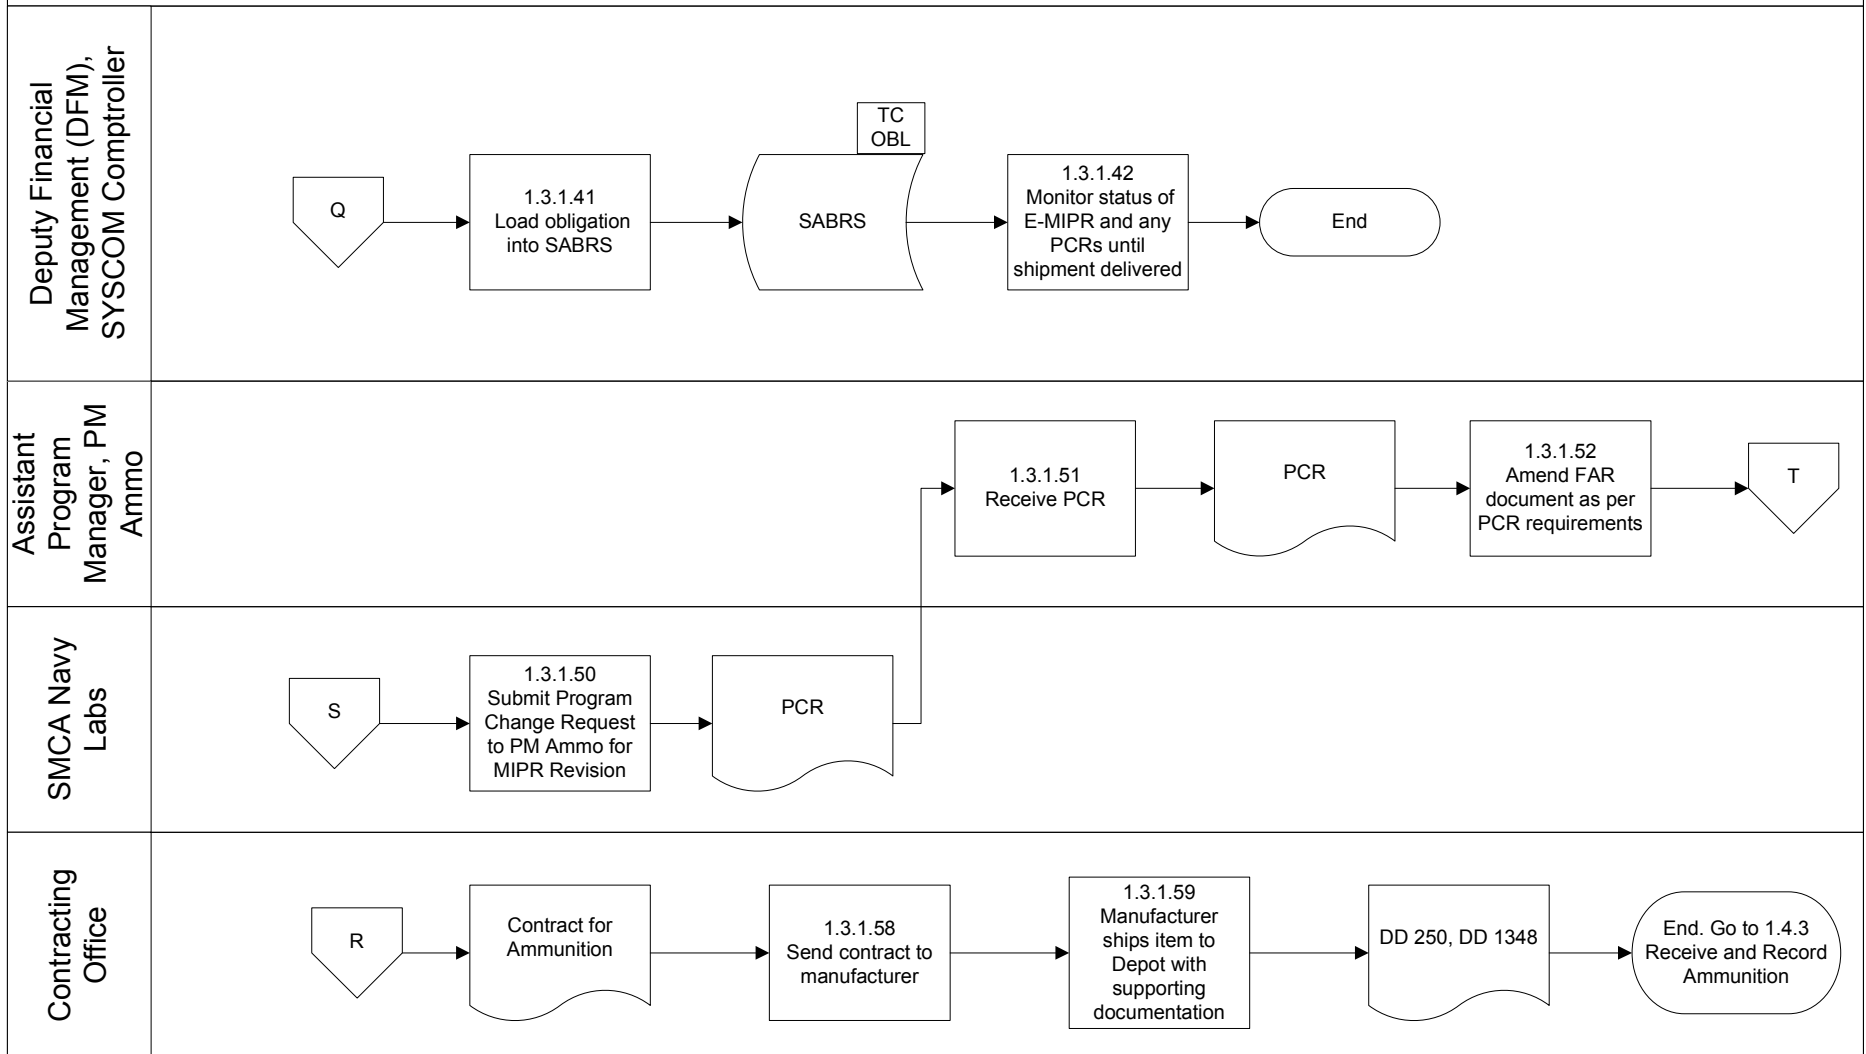 Deputy Financial
Management (DFM),
SYSCOM Comptroller
Q
1.3.1.41
Load obligation
into SABRS
TC
OBL
SABRS
1.3.1.42
Monitor status of
E-MIPR and any
PCRs until
shipment delivered
End
Assistant
Program
Manager, PM
Ammo
1.3.1.51
Receive PCR
PCR
1.3.1.52
Amend FAR
document as per
PCR requirements
T
SMCA Navy
Labs
S
1.3.1.50
Submit Program
Change Request
to PM Ammo for
MIPR Revision
PCR
Contracting
Office
R
Contract for
Ammunition
1.3.1.58
Send contract to
manufacturer
1.3.1.59
Manufacturer
ships item to
Depot with
supporting
documentation
DD 250, DD 1348
End. Go to 1.4.3
Receive and Record
Ammunition